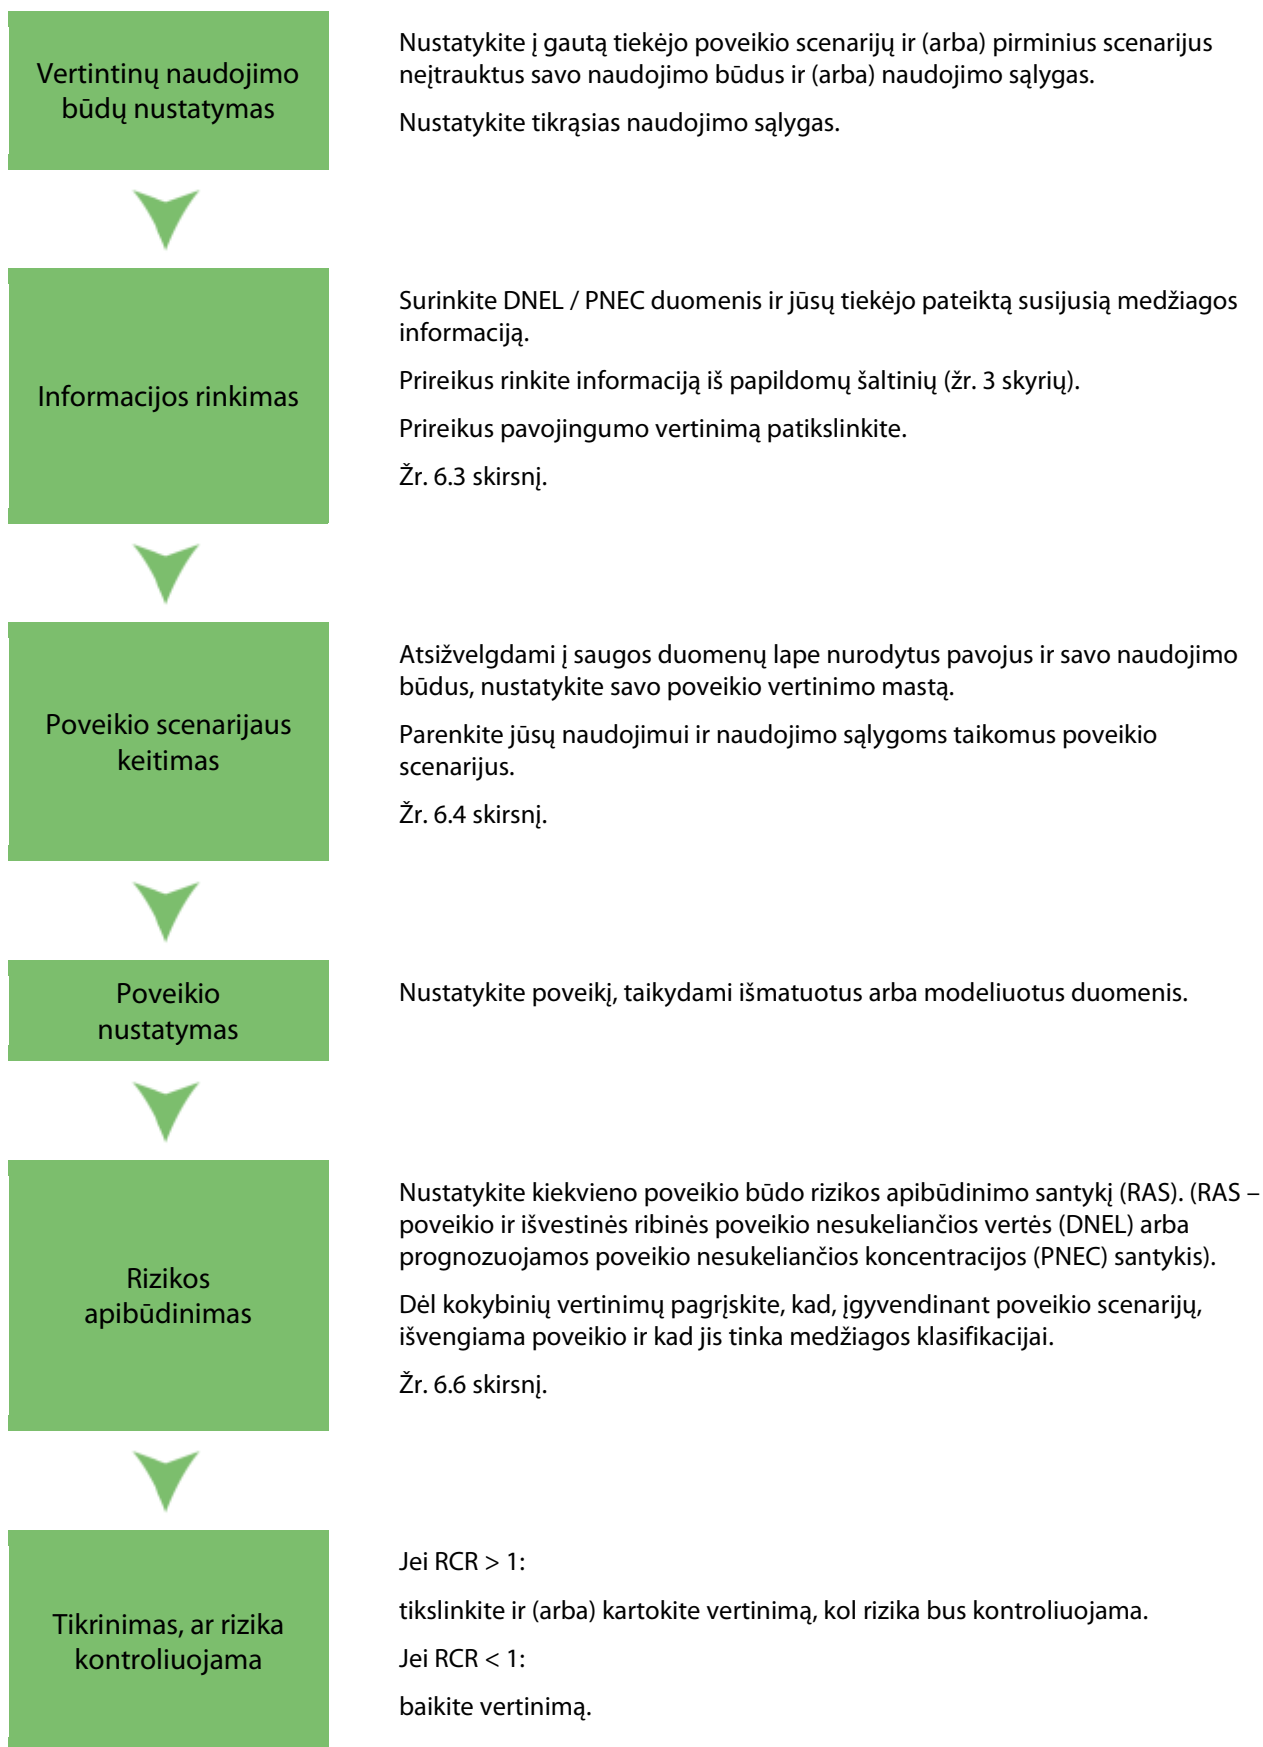 Vertintinų naudojimo
būdų nustatymas
Nustatykite į gautą tiekėjo poveikio scenarijų ir (arba) pirminius scenarijus
neįtrauktus savo naudojimo būdus ir (arba) naudojimo sąlygas.
Nustatykite tikrąsias naudojimo sąlygas.
Informacijos rinkimas
Surinkite DNEL / PNEC duomenis ir jūsų tiekėjo pateiktą susijusią medžiagos
informaciją.
Prireikus rinkite informaciją iš papildomų šaltinių (žr. 3 skyrių).
Prireikus pavojingumo vertinimą patikslinkite.
Žr. 6.3 skirsnį.
Poveikio scenarijaus
keitimas
Atsižvelgdami į saugos duomenų lape nurodytus pavojus ir savo naudojimo
būdus, nustatykite savo poveikio vertinimo mastą.
Parenkite jūsų naudojimui ir naudojimo sąlygoms taikomus poveikio
scenarijus.
Žr. 6.4 skirsnį.
Poveikio
nustatymas
Nustatykite poveikį, taikydami išmatuotus arba modeliuotus duomenis.
Rizikos
apibūdinimas
Nustatykite kiekvieno poveikio būdo rizikos apibūdinimo santykį (RAS). (RAS –
poveikio ir išvestinės ribinės poveikio nesukeliančios vertės (DNEL) arba
prognozuojamos poveikio nesukeliančios koncentracijos (PNEC) santykis).
Dėl kokybinių vertinimų pagrįskite, kad, įgyvendinant poveikio scenarijų,
išvengiama poveikio ir kad jis tinka medžiagos klasifikacijai.
Žr. 6.6 skirsnį.
Tikrinimas, ar rizika
kontroliuojama
Jei RCR > 1:
tikslinkite ir (arba) kartokite vertinimą, kol rizika bus kontroliuojama.
Jei RCR < 1:
baikite vertinimą.